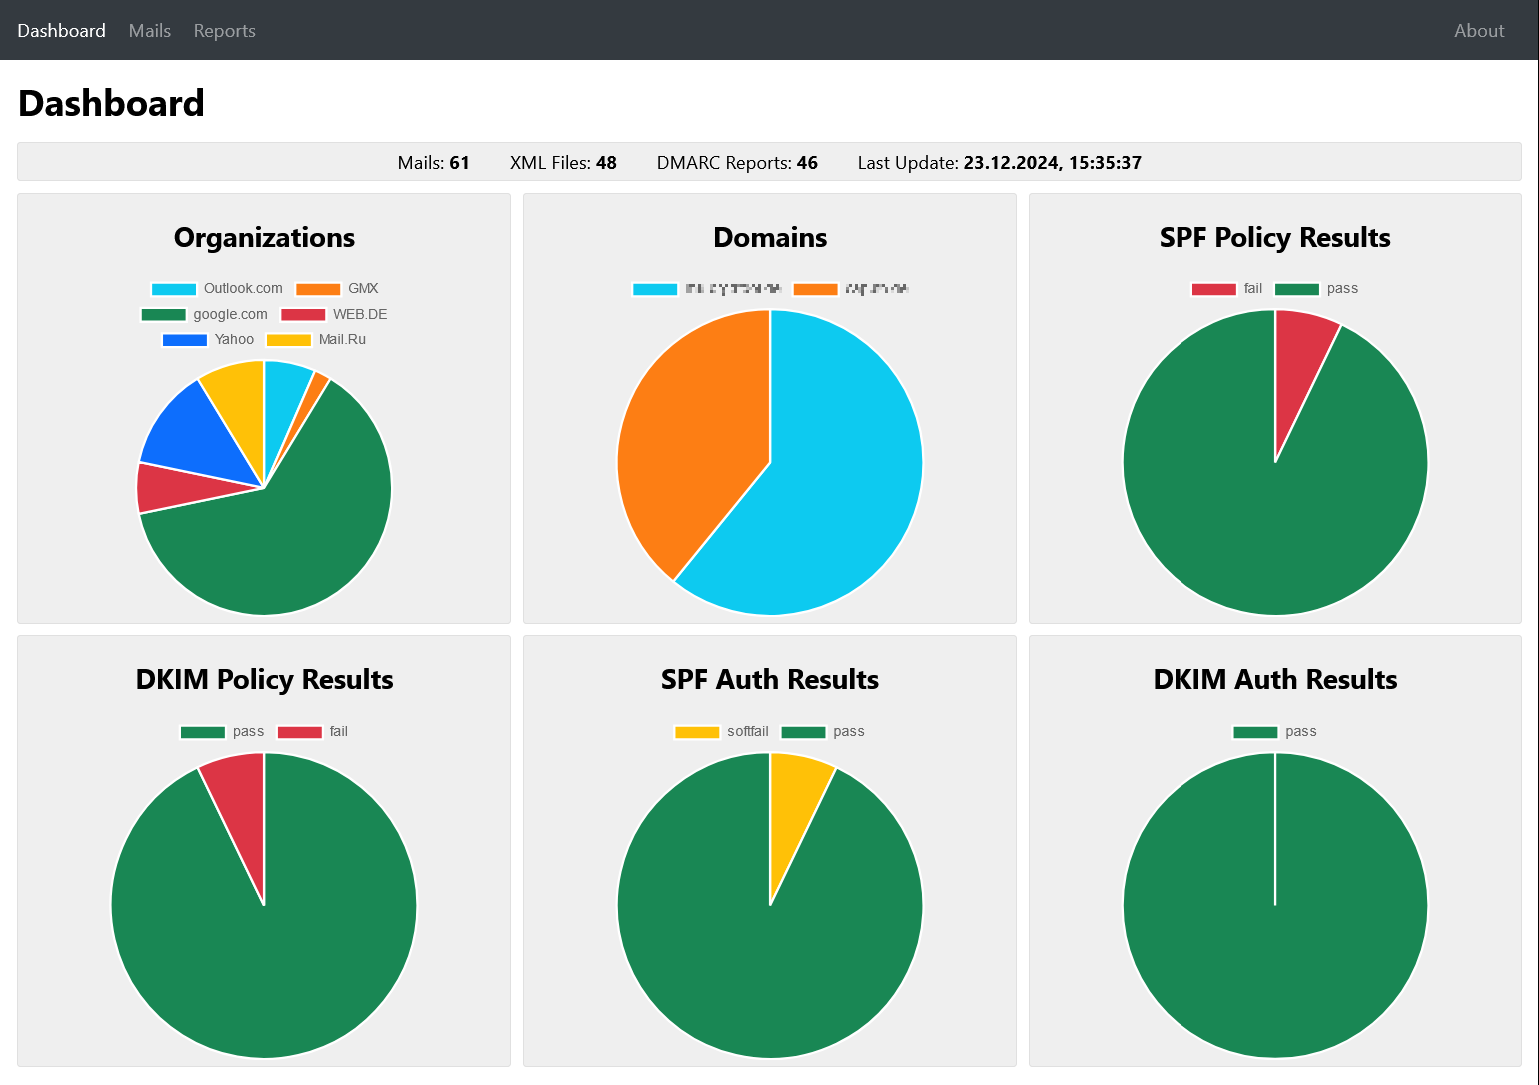 Dashboard Mails Reports About
Dashboard
Mails: 61 XML Files: 48 DMARC Reports: 46 Last Update: 23.12.2024, 15:35:37
Organizations
Outlook.com GMX
google.com WEB.DE
Yahoo Mail.Ru
Domains
SPF Policy Results
fail pass
DKIM Policy Results
pass fail
SPF Auth Results
softfail pass
DKIM Auth Results
pass